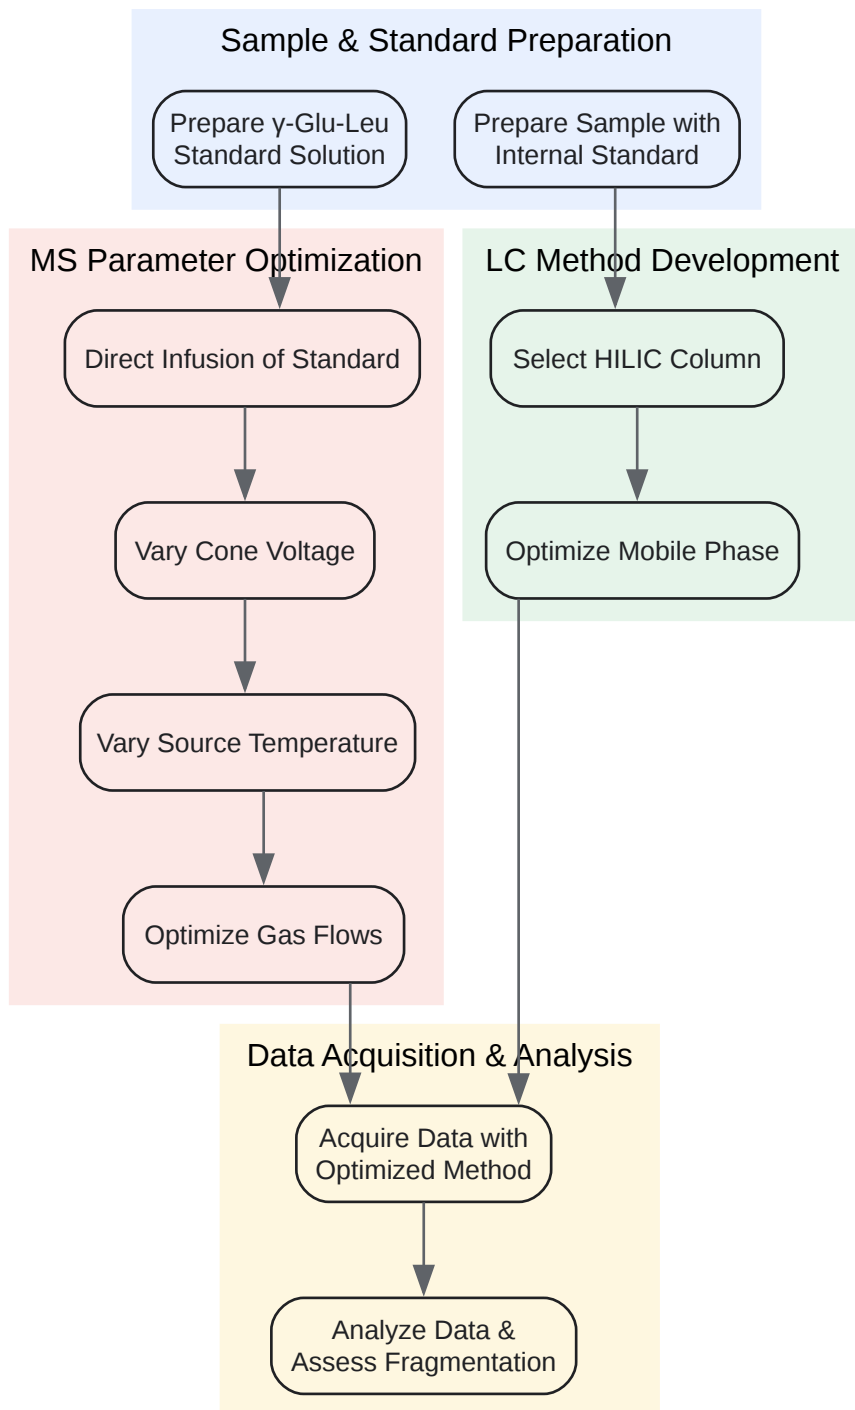 Sample & Standard Preparation
Prepare γ-Glu-Leu
Standard Solution
Prepare Sample with
Internal Standard
MS Parameter Optimization
Direct Infusion of Standard
Vary Cone Voltage
Vary Source Temperature
Optimize Gas Flows
LC Method Development
Select HILIC Column
Optimize Mobile Phase
Data Acquisition & Analysis
Acquire Data with
Optimized Method
Analyze Data &
Assess Fragmentation